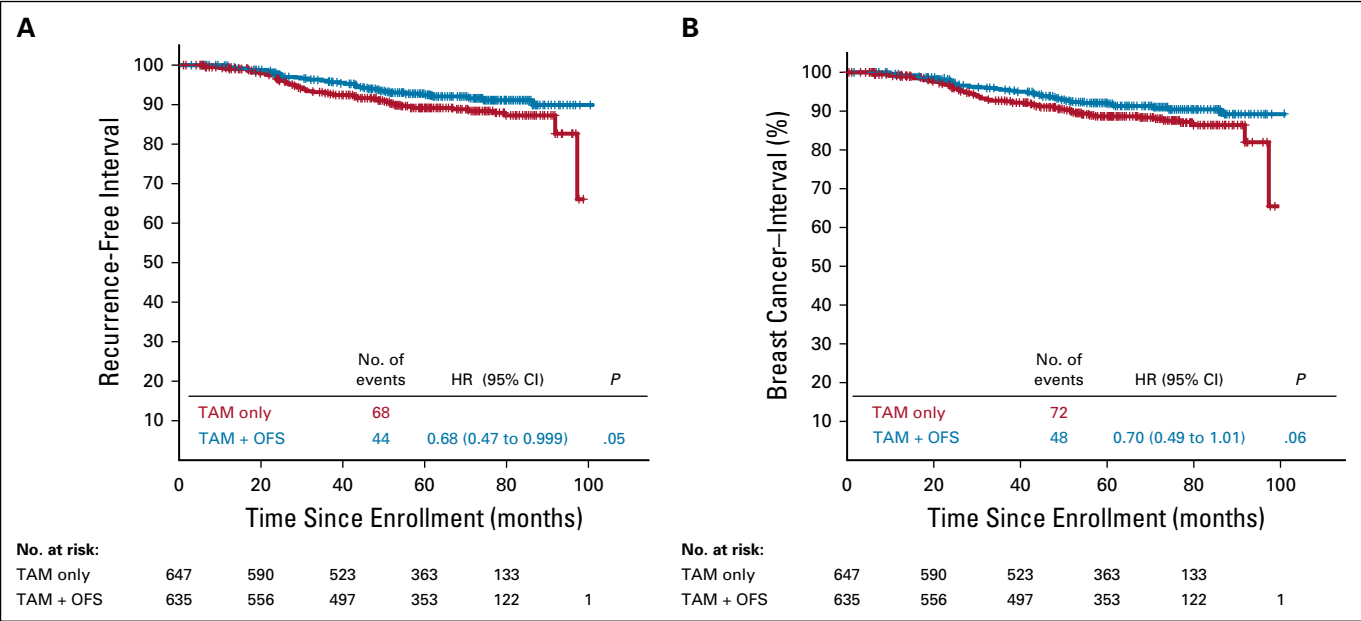 A
Recurrence-Free Interval
100
90
80
70
60
50
40
30
20
10
No. of
events HR (95% CI) P
TAM only 68
TAM + OFS 44 0.68 (0.47 to 0.999) .05
0 20 40 60 80 100
Time Since Enrollment (months)
No. at risk:
TAM only 647 590 523 363 133
TAM + OFS 635 556 497 353 122 1
B
Breast Cancer–Interval (%)
100
90
80
70
60
50
40
30
20
10
No. of
events HR (95% CI) P
TAM only 72
TAM + OFS 48 0.70 (0.49 to 1.01) .06
0 20 40 60 80 100
Time Since Enrollment (months)
No. at risk:
TAM only 647 590 523 363 133
TAM + OFS 635 556 497 353 122 1